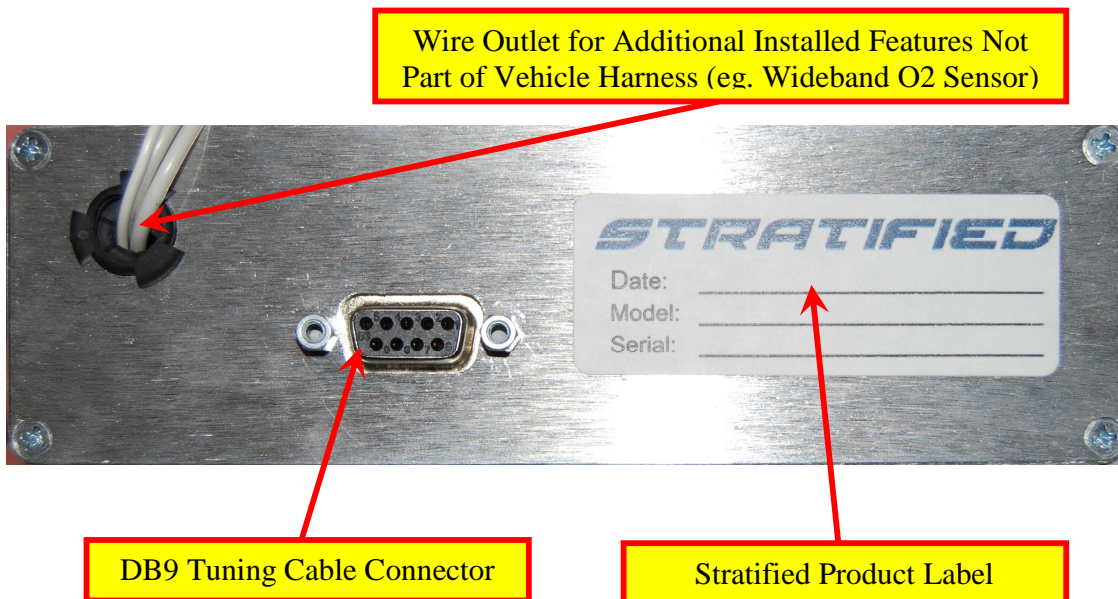 Wire Outlet for Additional Installed Features Not
Part of Vehicle Harness (eg. Wideband O2 Sensor)
STRATIFIED
Date:
Model:
Serial:
DB9 Tuning Cable Connector
Stratified Product Label